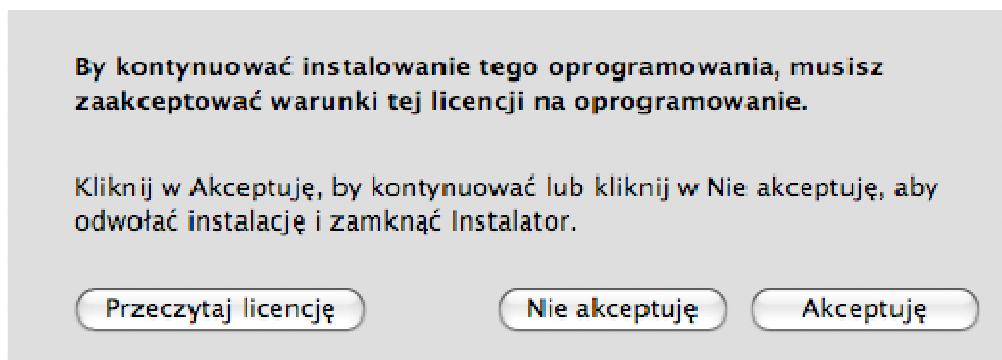 By kontynuować instalowanie tego oprogramowania, musisz
zaakceptować warunki tej licencji na oprogramowanie.
Kliknij w Akceptuję, by kontynuować lub kliknij w Nie akceptuję, aby
odwołać instalację i zamknąć Instalator.
Przeczytaj licencję
Nie akceptuję
Akceptuję